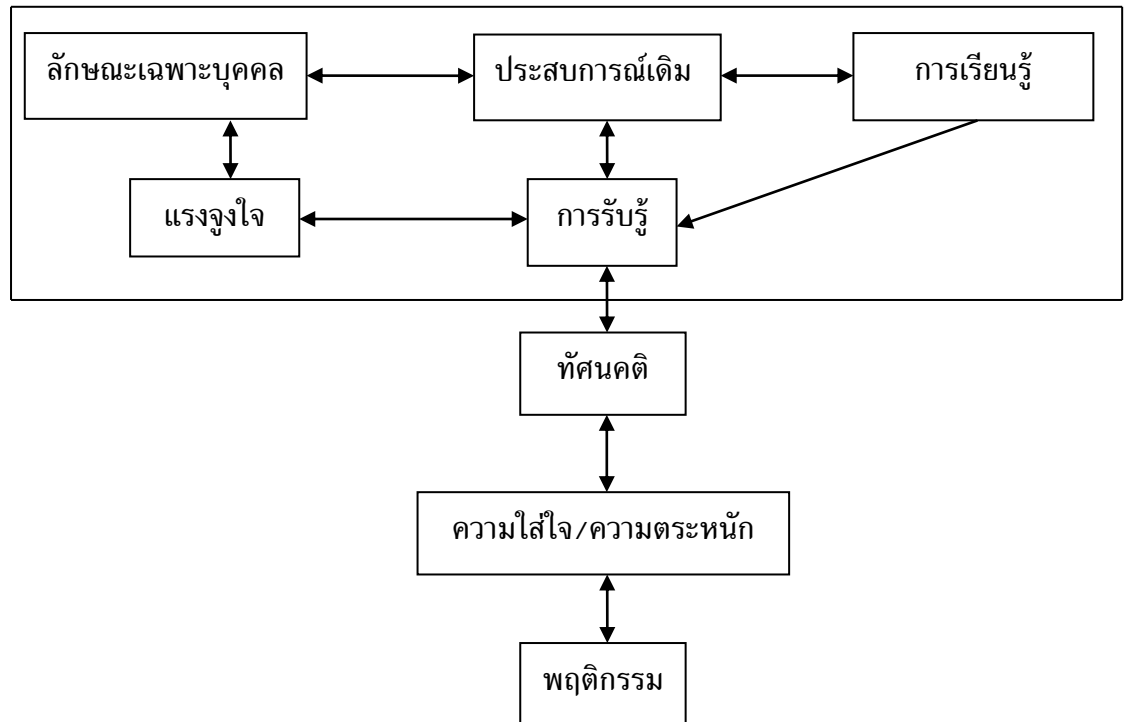 ลักษณะเฉพาะบุคคล
ประสบการณ์เดิม
การเรียนรู้
แรงจูงใจ
การรับรู้
ทัศนคติ
ความใส่ใจ/ความตระหนัก
พฤติกรรม